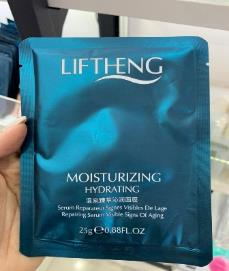 LIFTHENG
MOISTURIZING
HYDRATING
Serum Reparateur Signes Visibles De Lage
Repairing Serum Visible Signs Of Aging
25g ℮0.88FL.OZ